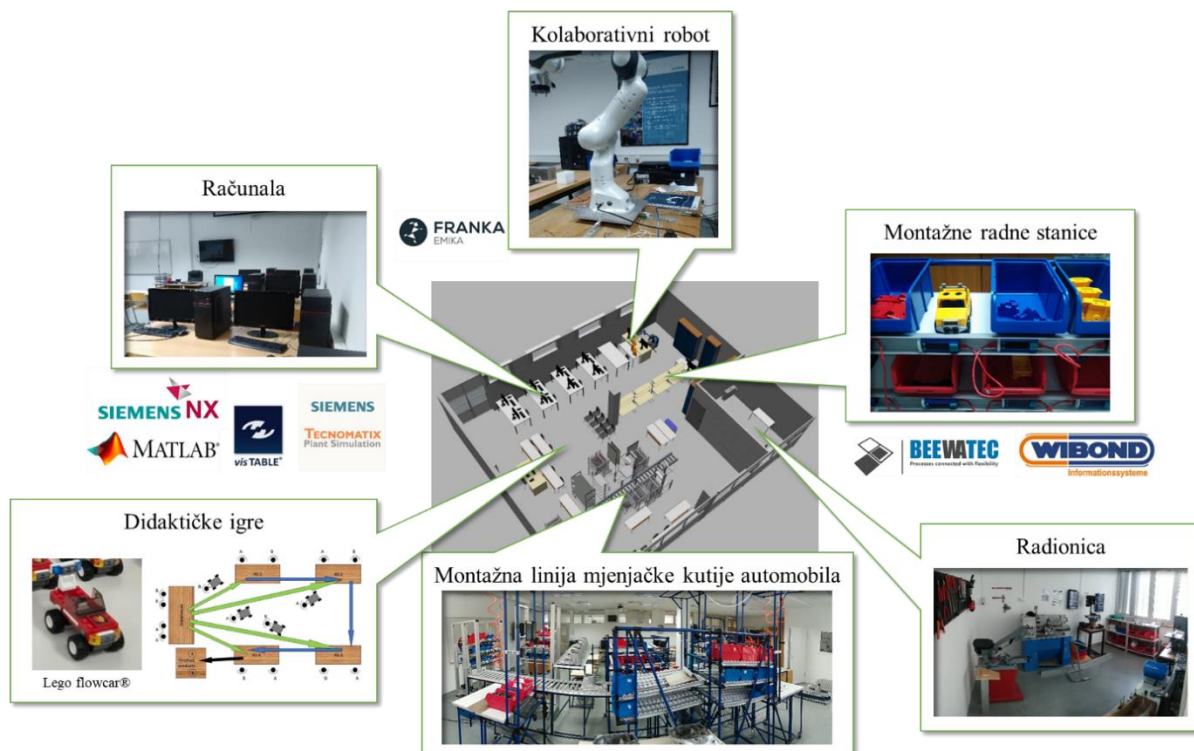 Kolaborativni robot
Računala
FRANKA
EMIKA
Montažne radne stanice
SIEMENS NX
MATLAB®
visTABLE®
SIEMENS
TECNOMATIX
Plant Simulation
BEEWATEC
Processes connected with flexibility
WIBOND
Informationssysteme
Didaktičke igre
Lego flowcar®
Montažna linija mjenjačke kutije automobila
Radionica